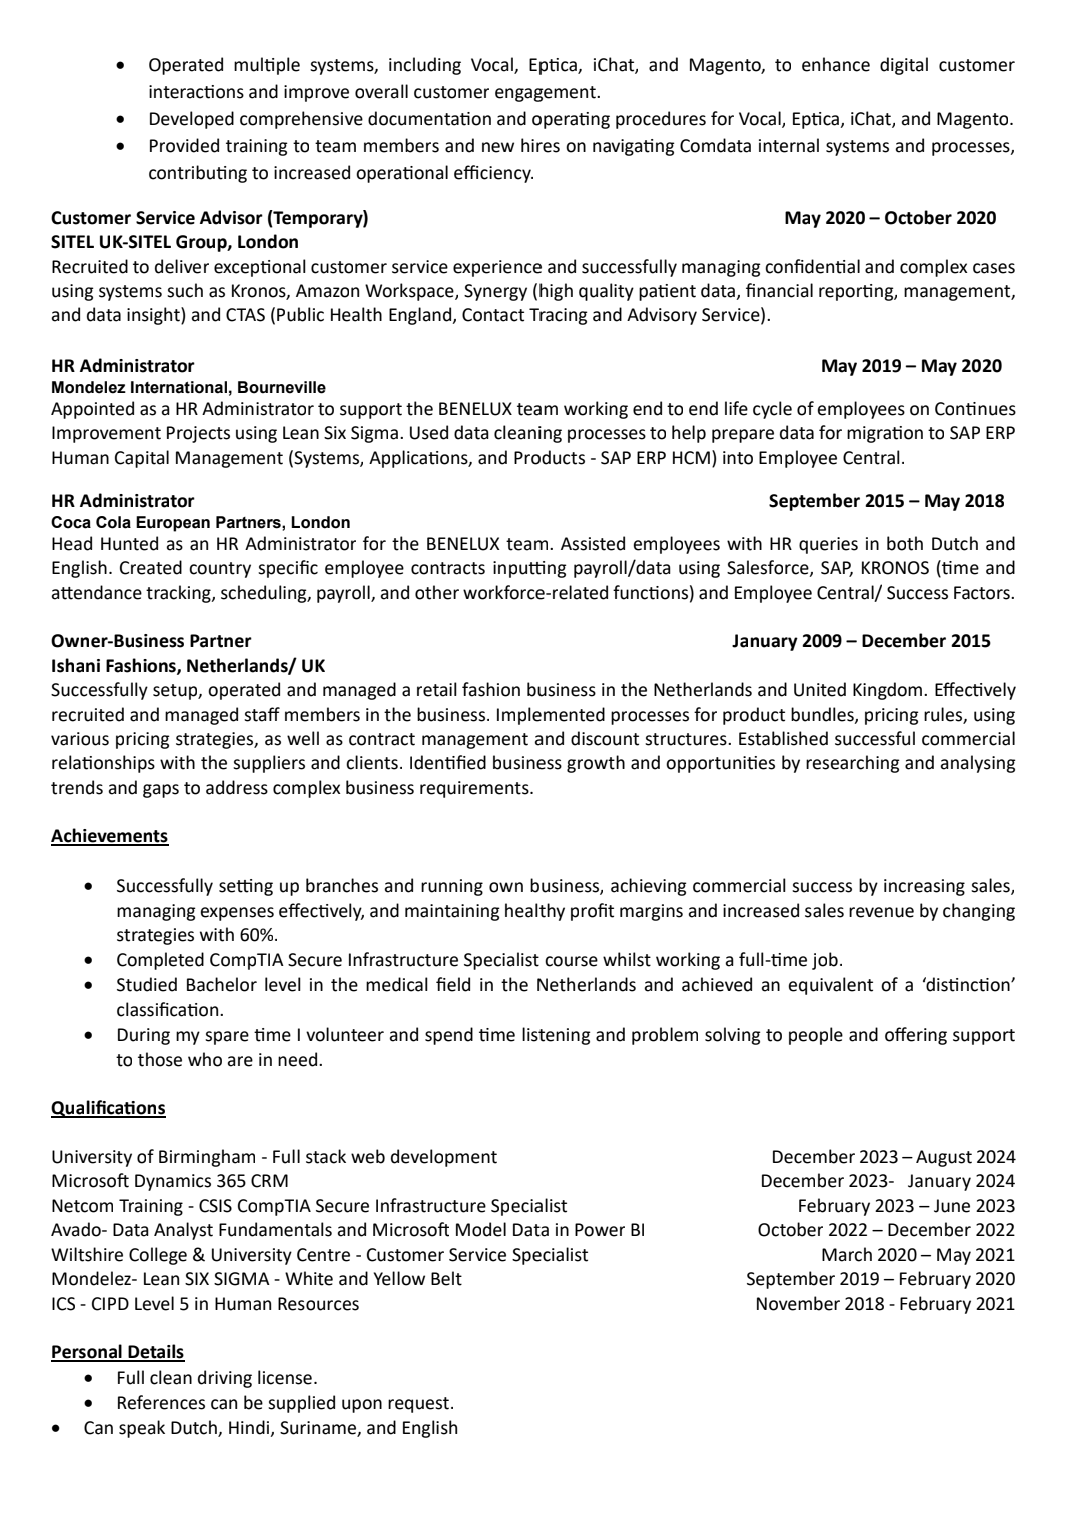 • Operated multiple systems, including Vocal, Eptica, iChat, and Magento, to enhance digital customer
interactions and improve overall customer engagement.
• Developed comprehensive documentation and operating procedures for Vocal, Eptica, iChat, and Magento.
• Provided training to team members and new hires on navigating Comdata internal systems and processes,
contributing to increased operational efficiency.
Customer Service Advisor (Temporary) May 2020 – October 2020
SITEL UK-SITEL Group, London
Recruited to deliver exceptional customer service experience and successfully managing confidential and complex cases
using systems such as Kronos, Amazon Workspace, Synergy (high quality patient data, financial reporting, management,
and data insight) and CTAS (Public Health England, Contact Tracing and Advisory Service).
HR Administrator May 2019 – May 2020
Mondelez International, Bourneville
Appointed as a HR Administrator to support the BENELUX team working end to end life cycle of employees on Continues
Improvement Projects using Lean Six Sigma. Used data cleaning processes to help prepare data for migration to SAP ERP
Human Capital Management (Systems, Applications, and Products - SAP ERP HCM) into Employee Central.
HR Administrator September 2015 – May 2018
Coca Cola European Partners, London
Head Hunted as an HR Administrator for the BENELUX team. Assisted employees with HR queries in both Dutch and
English. Created country specific employee contracts inputting payroll/data using Salesforce, SAP, KRONOS (time and
attendance tracking, scheduling, payroll, and other workforce-related functions) and Employee Central/ Success Factors.
Owner-Business Partner January 2009 – December 2015
Ishani Fashions, Netherlands/ UK
Successfully setup, operated and managed a retail fashion business in the Netherlands and United Kingdom. Effectively
recruited and managed staff members in the business. Implemented processes for product bundles, pricing rules, using
various pricing strategies, as well as contract management and discount structures. Established successful commercial
relationships with the suppliers and clients. Identified business growth and opportunities by researching and analysing
trends and gaps to address complex business requirements.
Achievements
• Successfully setting up branches and running own business, achieving commercial success by increasing sales,
managing expenses effectively, and maintaining healthy profit margins and increased sales revenue by changing
strategies with 60%.
• Completed CompTIA Secure Infrastructure Specialist course whilst working a full-time job.
• Studied Bachelor level in the medical field in the Netherlands and achieved an equivalent of a ‘distinction’
classification.
• During my spare time I volunteer and spend time listening and problem solving to people and offering support
to those who are in need.
Qualifications
University of Birmingham - Full stack web development December 2023 – August 2024
Microsoft Dynamics 365 CRM December 2023- January 2024
Netcom Training - CSIS CompTIA Secure Infrastructure Specialist February 2023 – June 2023
Avado- Data Analyst Fundamentals and Microsoft Model Data in Power BI October 2022 – December 2022
Wiltshire College & University Centre - Customer Service Specialist March 2020 – May 2021
Mondelez- Lean SIX SIGMA - White and Yellow Belt September 2019 – February 2020
ICS - CIPD Level 5 in Human Resources November 2018 - February 2021
Personal Details
• Full clean driving license.
• References can be supplied upon request.
• Can speak Dutch, Hindi, Suriname, and English